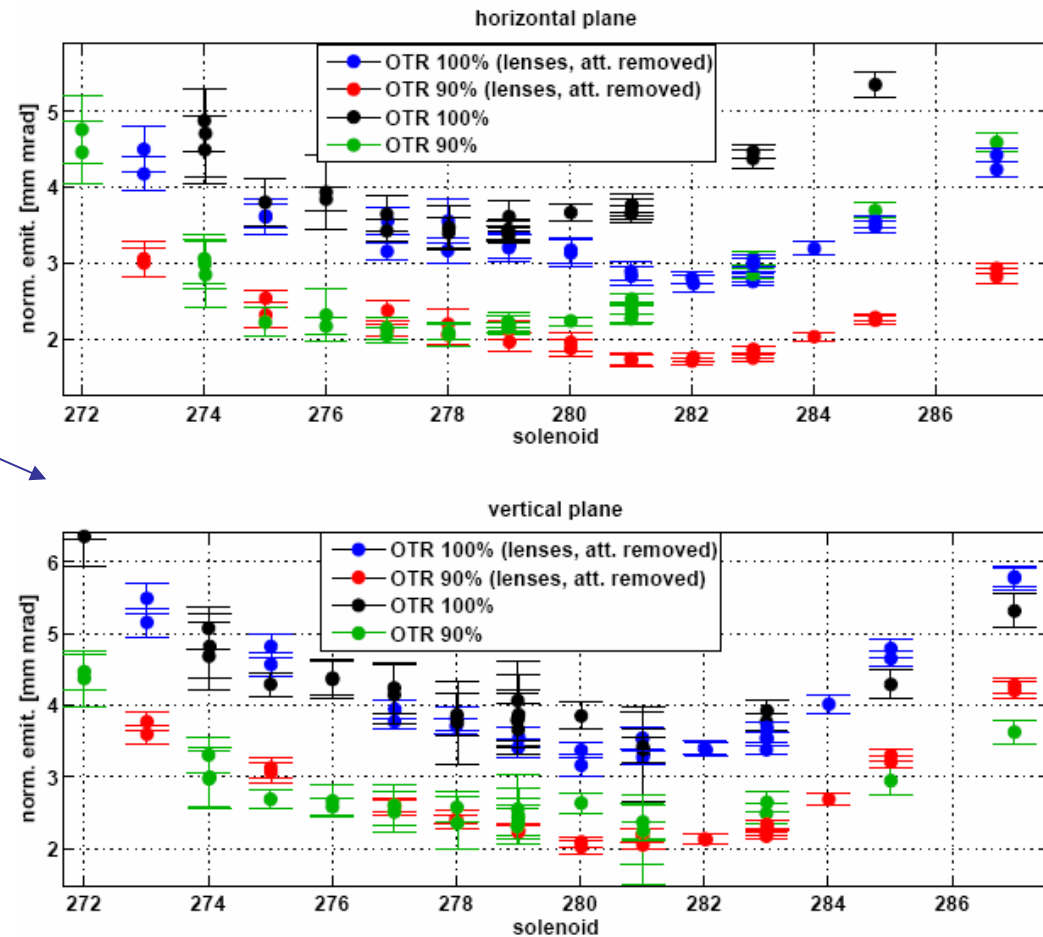 horizontal plane
OTR 100% (lenses, att. removed)
OTR 90% (lenses, att. removed)
OTR 100%
OTR 90%
norm. emit. [mm mrad]
5
4
3
2
272 274 276 278 280 282 284 286
solenoid
vertical plane
OTR 100% (lenses, att. removed)
OTR 90% (lenses, att. removed)
OTR 100%
OTR 90%
norm. emit. [mm mrad]
6
5
4
3
2
272 274 276 278 280 282 284 286
solenoid